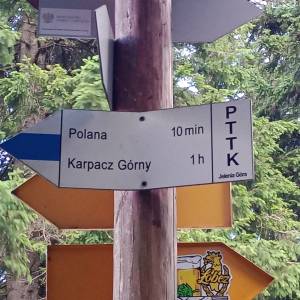 Polana 10 min
Karpacz Górny 1 h
PTTK
Jelenia Góra